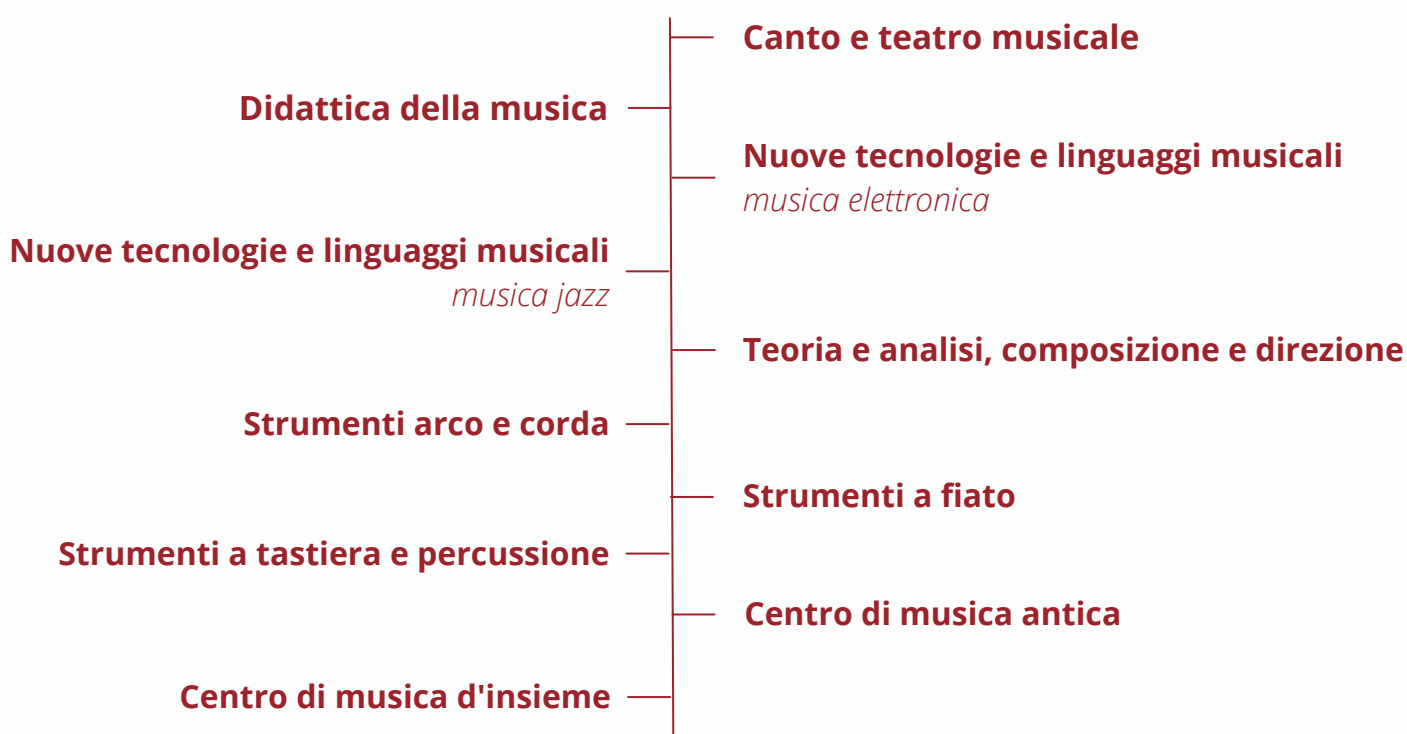 Canto e teatro musicale
Didattica della musica
Nuove tecnologie e linguaggi musicali
musica elettronica
Nuove tecnologie e linguaggi musicali
musica jazz
Teoria e analisi, composizione e direzione
Strumenti arco e corda
Strumenti a fiato
Strumenti a tastiera e percussione
Centro di musica antica
Centro di musica d'insieme